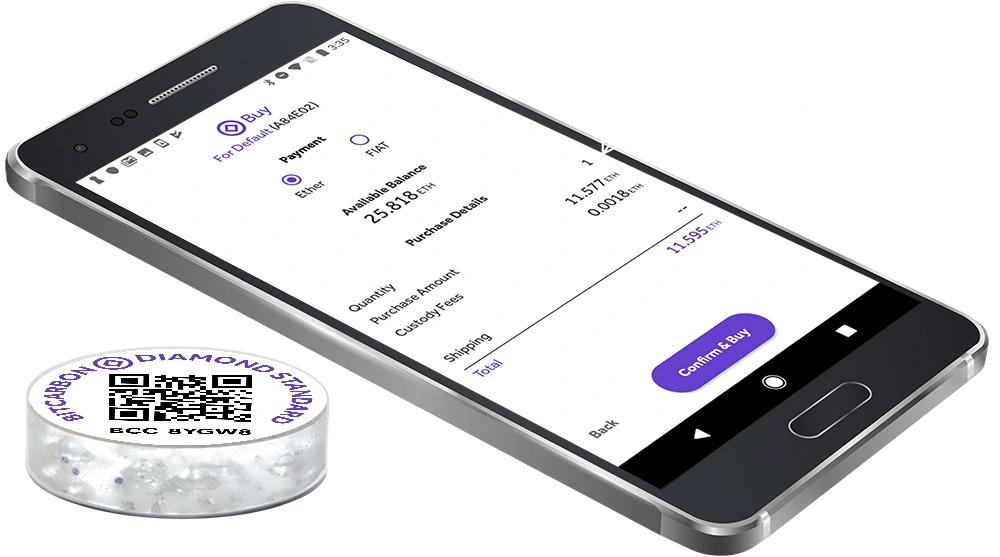 3:35
Buy
For Default (A84E02)
Payment
Ether
FIAT
Available Balance
25.818 ETH
Purchase Details
Quantity 1
Purchase Amount 11.577 ETH
Custody Fees 0.0018 ETH
Shipping --
Total 11.595 ETH
Back
Confirm & Buy
BITCARBON DIAMOND STANDARD
BCC 8YGW8